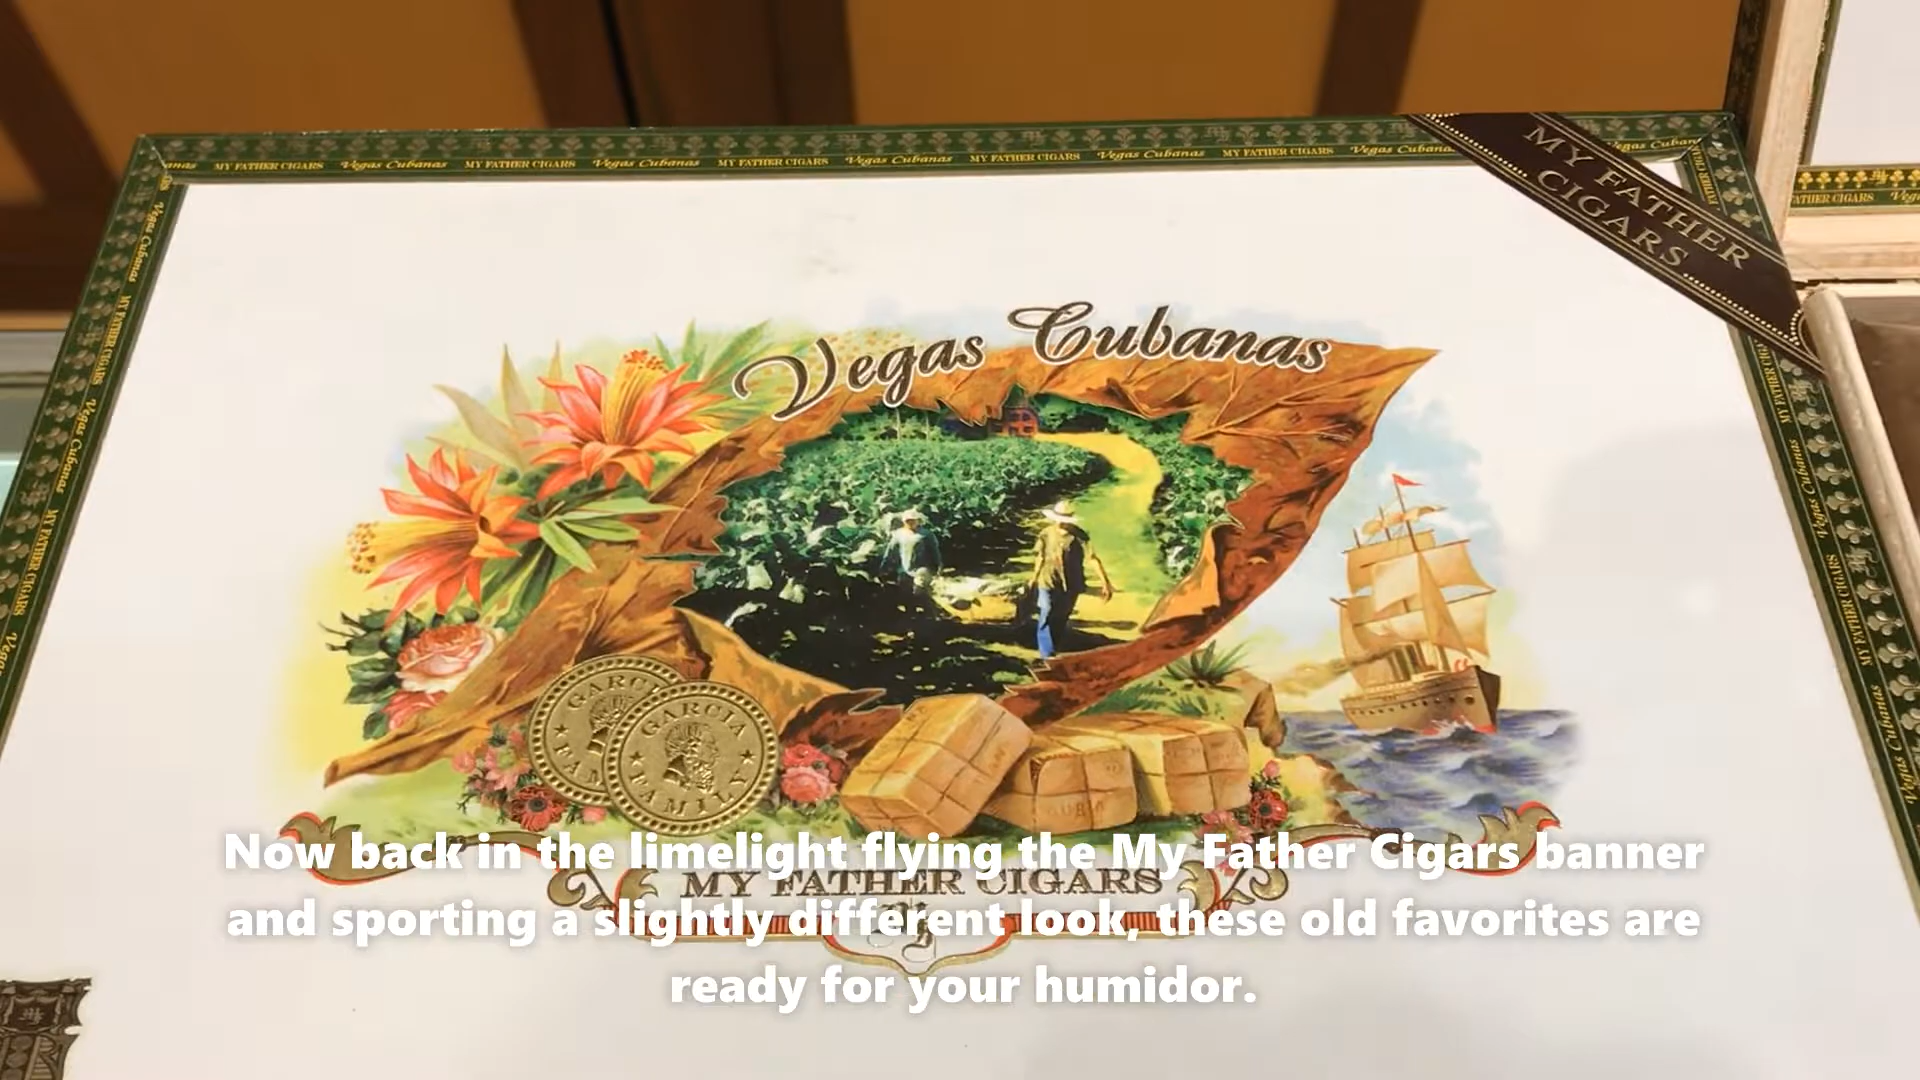 MY FATHER CIGARS Vegas Cubanas MY FATHER CIGARS Vegas Cubanas MY FATHER CIGARS Vegas Cubanas MY FATHER CIGARS Vegas Cubanas MY FATHER CIGARS Vegas Cubanas
MY FATHER
CIGARS
Vegas Cubanas
GARCIA
FAMILY
Now back in the limelight flying the My Father Cigars banner
MY FATHER CIGARS
and sporting a slightly different look, these old favorites are
ready for your humidor.